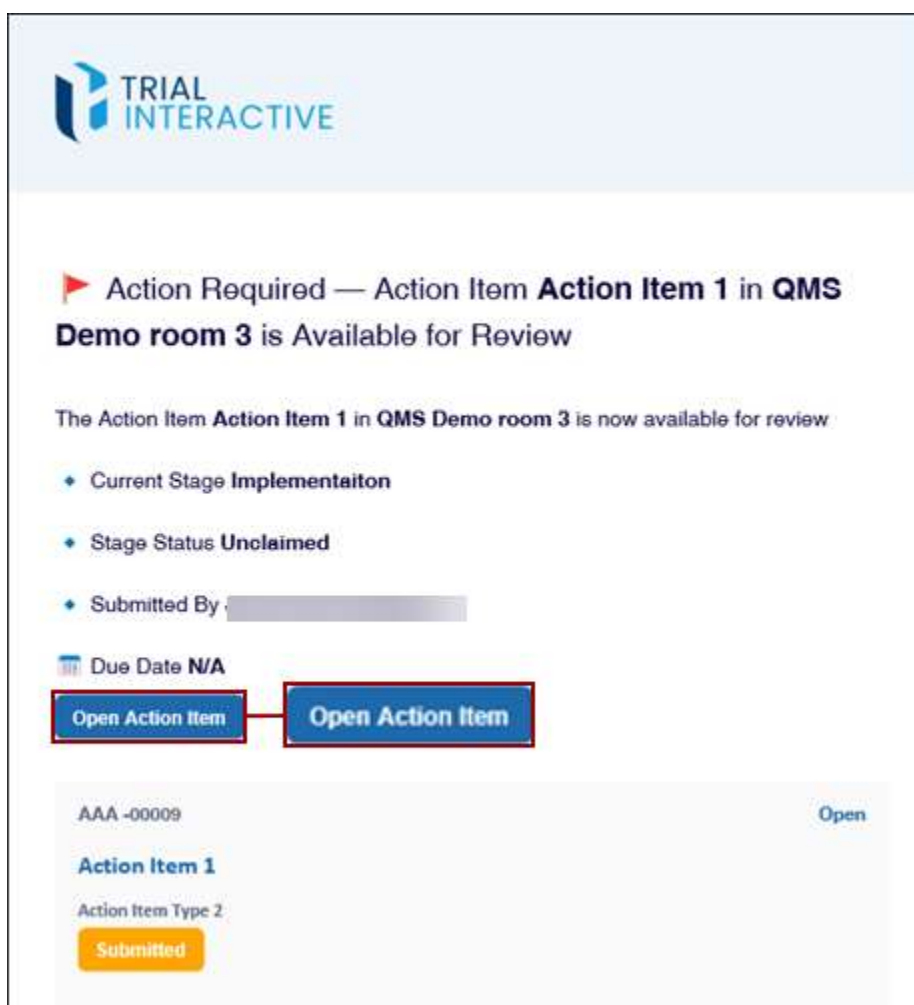 TRIAL
INTERACTIVE
Action Required — Action Item Action Item 1 in QMS
Demo room 3 is Available for Review
The Action Item Action Item 1 in QMS Demo room 3 is now available for review
Current Stage Implementaiton
Stage Status Unclaimed
Submitted By
Due Date N/A
Open Action Item Open Action Item
AAA -00009 Open
Action Item 1
Action Item Type 2
Submitted